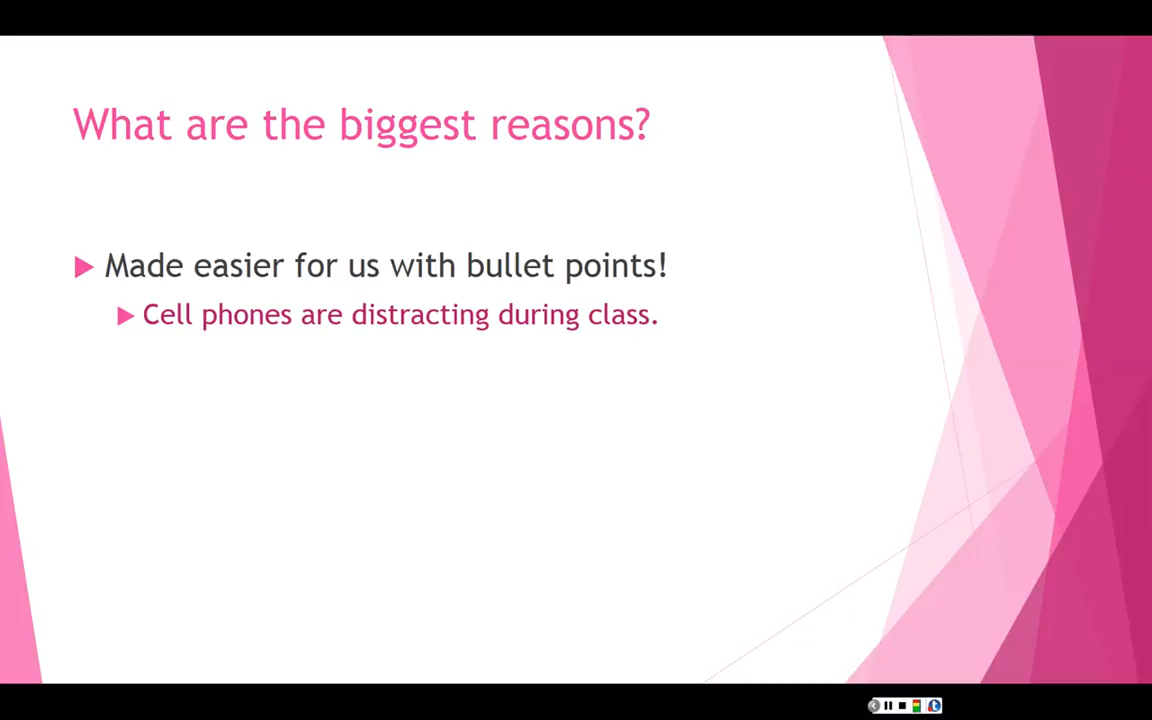 What are the biggest reasons?
Made easier for us with bullet points!
Cell phones are distracting during class.